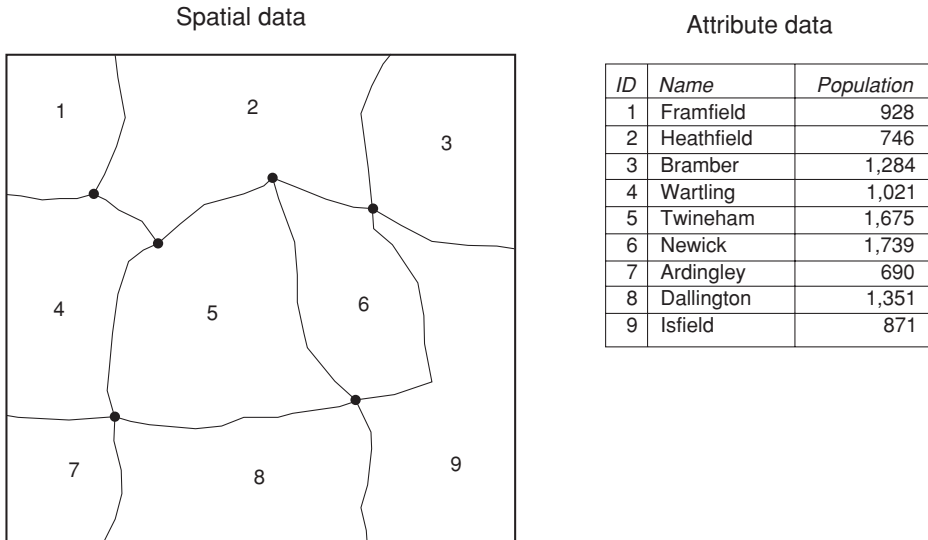 Spatial data
1
2
3
4
5
6
7
8
9
Attribute data
ID Name Population
1 Framfield 928
2 Heathfield 746
3 Bramber 1,284
4 Wartling 1,021
5 Twineham 1,675
6 Newick 1,739
7 Ardingley 690
8 Dallington 1,351
9 Isfield 871